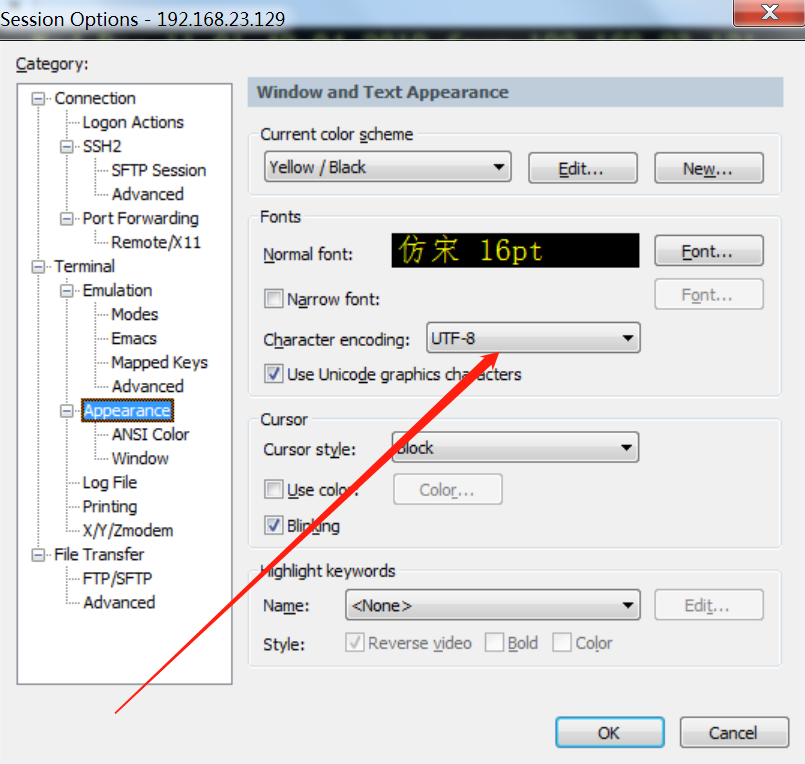 Session Options - 192.168.23.129
Category:
Connection
Logon Actions
SSH2
SFTP Session
Advanced
Port Forwarding
Remote/X11
Terminal
Emulation
Modes
Emacs
Mapped Keys
Advanced
Appearance
ANSI Color
Window
Log File
Printing
X/Y/Zmodem
File Transfer
FTP/SFTP
Advanced
Window and Text Appearance
Current color scheme
Yellow / Black
Edit...
New...
Fonts
Normal font:
仿宋 16pt
Font...
Narrow font:
Font...
Character encoding:
UTF-8
Use Unicode graphics characters
Cursor
Cursor style:
Block
Use color:
Color...
Blinking
Highlight keywords
Name:
<None>
Edit...
Style:
Reverse video
Bold
Color
OK
Cancel